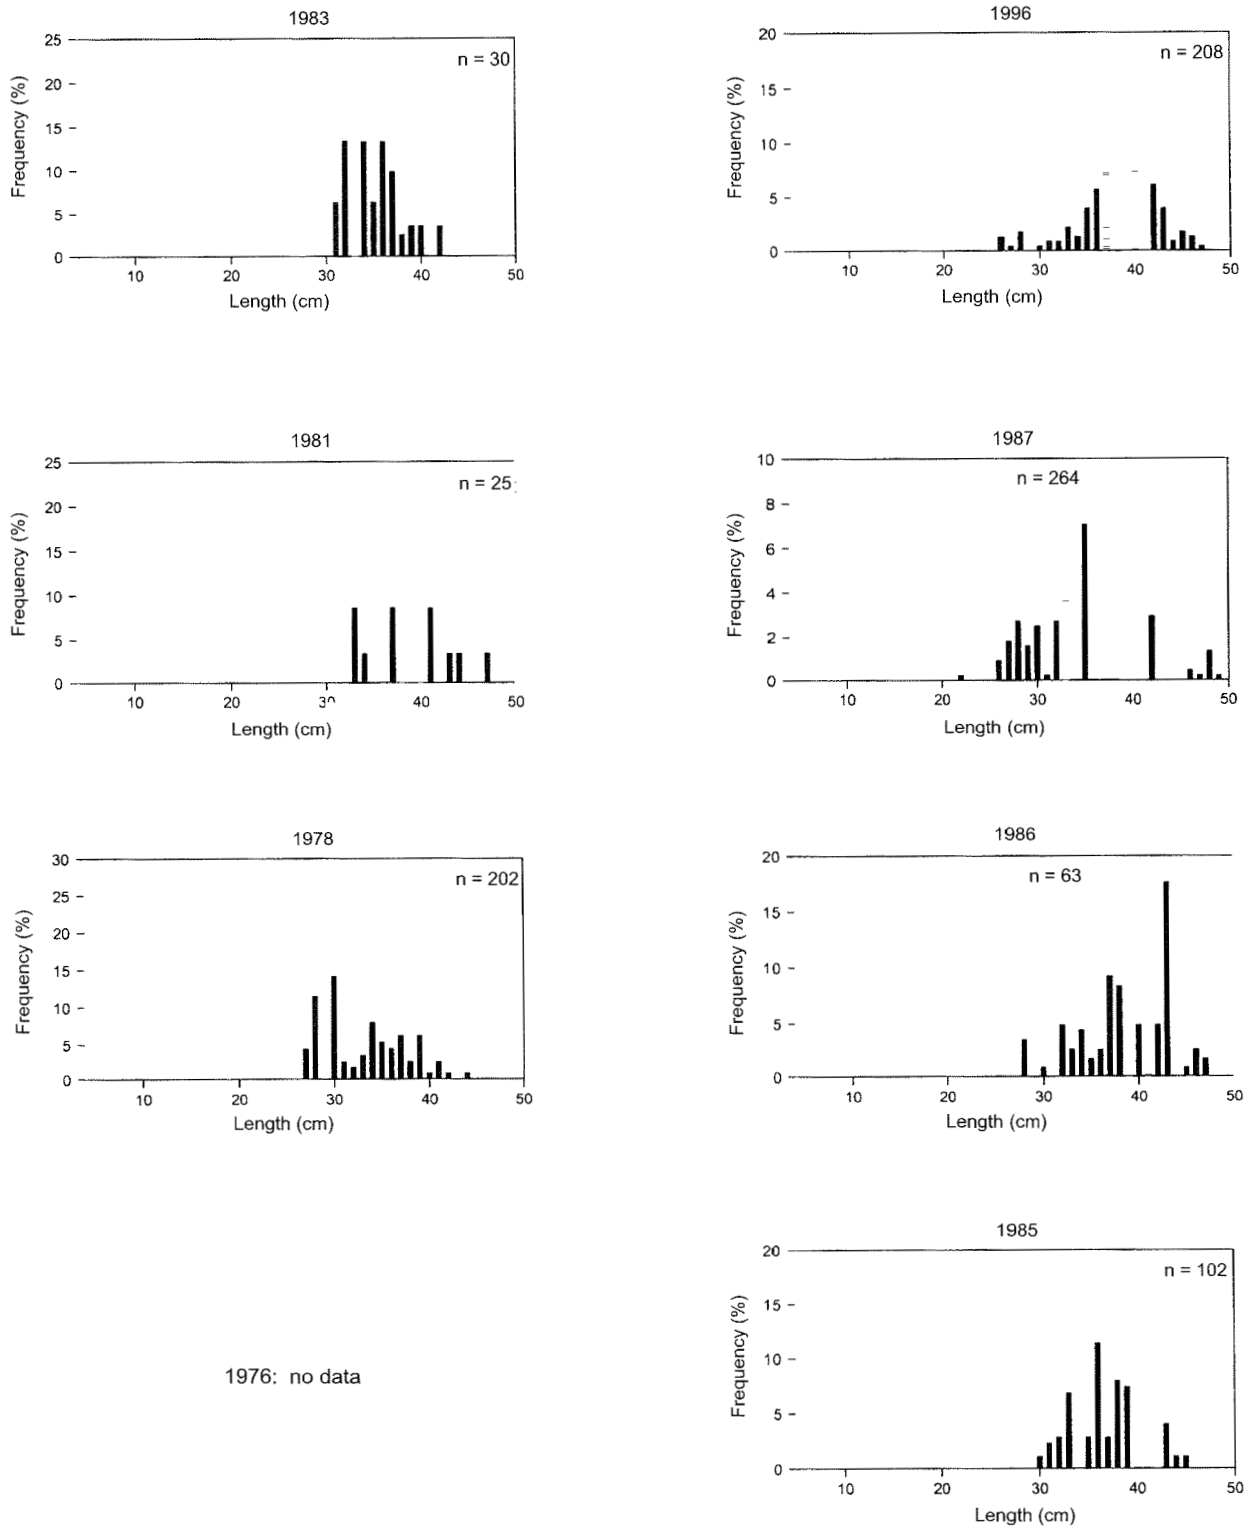 1983
25
n = 30
20
15
10
5
0
Frequency (%)
10 20 30 40 50
Length (cm)
1996
20
n = 208
15
10
5
0
Frequency (%)
10 20 30 40 50
Length (cm)
1981
25
n = 25
20
15
10
5
0
Frequency (%)
10 20 40 50
Length (cm)
1987
10
n = 264
8
6
4
2
0
Frequency (%)
10 20 30 40 50
Length (cm)
1978
30
n = 202
25
20
15
10
5
0
Frequency (%)
10 20 30 40 50
Length (cm)
1986
20
n = 63
15
10
5
0
Frequency (%)
10 20 30 40 50
Length (cm)
1976: no data
1985
20
n = 102
15
10
5
0
Frequency (%)
10 20 30 40 50
Length (cm)